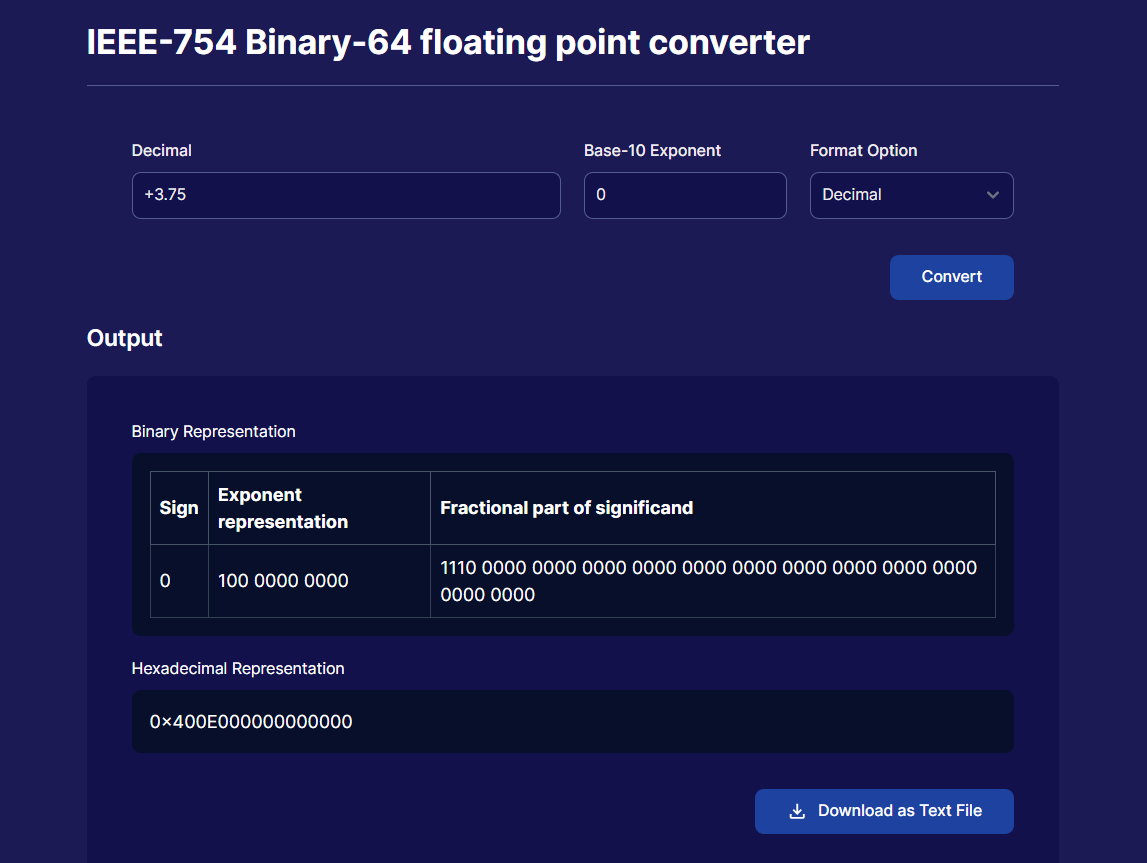 IEEE-754 Binary-64 floating point converter
Decimal
Base-10 Exponent
Format Option
+3.75
0
Decimal
Convert
Output
Binary Representation
Sign
Exponent
representation
Fractional part of significand
0
100 0000 0000
1110 0000 0000 0000 0000 0000 0000 0000 0000 0000 0000
0000 0000
Hexadecimal Representation
0×400E000000000000
Download as Text File